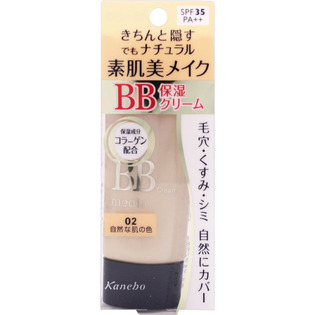 SPF35
PA++
きちんと隠す
でもナチュラル
素肌美メイク
BB 保湿
クリーム
保湿成分
コラーゲン
配合
BB
毛穴・くすみ・シミ 自然にカバー
02
自然な肌の色
Kanebo